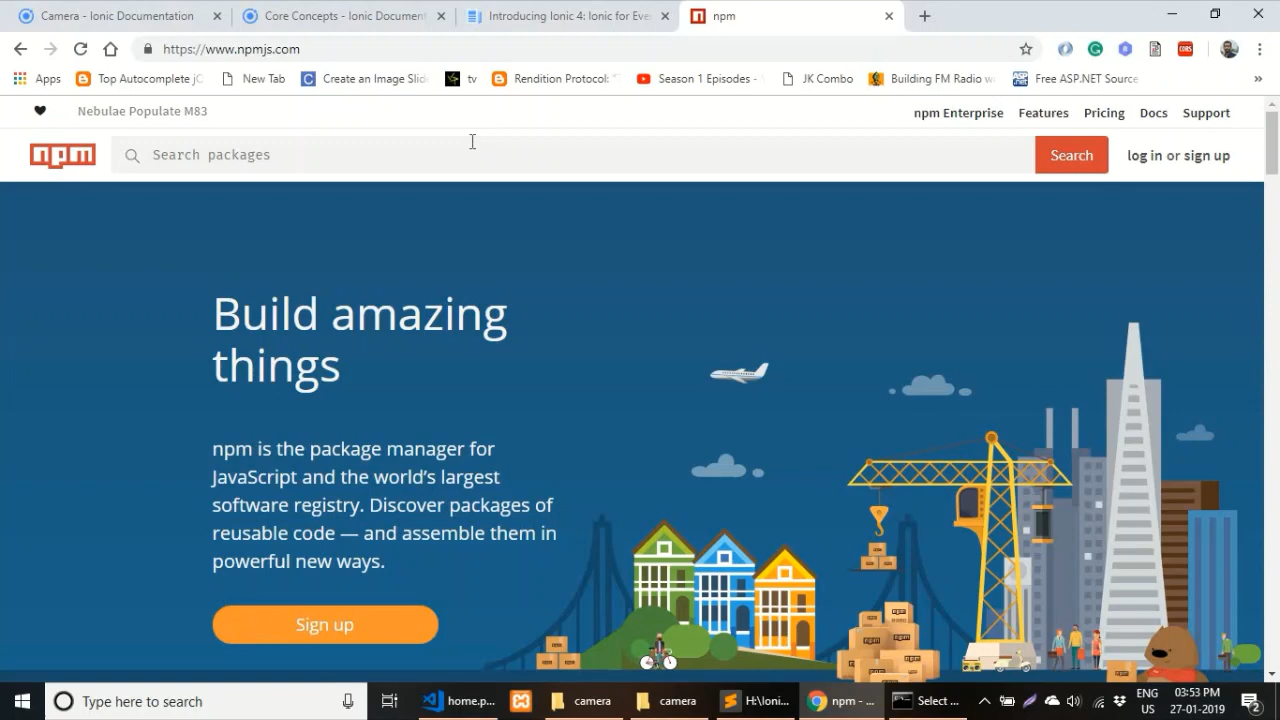 Camera - Ionic Documentation
Core Concepts - Ionic Document
Introducing Ionic 4: Ionic for Eve
npm
https://www.npmjs.com
CORS
Apps
Top Autocomplete jQ
New Tab
Create an Image Slid
tv
Rendition Protocol "
Season 1 Episodes -
JK Combo
Building FM Radio w
Free ASP.NET Source
Nebulae Populate M83
npm Enterprise
Features
Pricing
Docs
Support
npm
Search packages
Search
log in or sign up
Build amazing
things
npm is the package manager for
JavaScript and the world's largest
software registry. Discover packages of
reusable code — and assemble them in
powerful new ways.
Sign up
Type here to search
home.p...
camera
camera
H:\Ioni...
npm - ...
Select ...
ENG
US
03:53 PM
27-01-2019
2